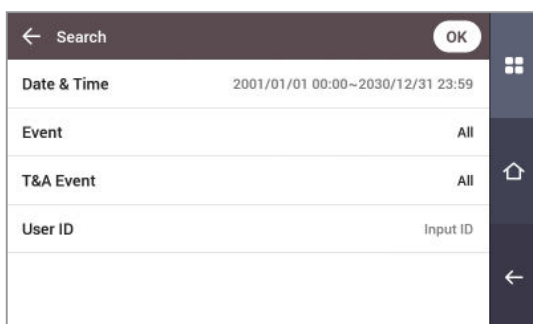 Search
OK
Date & Time 2001/01/01 00:00~2030/12/31 23:59
Event All
T&A Event All
User ID Input ID